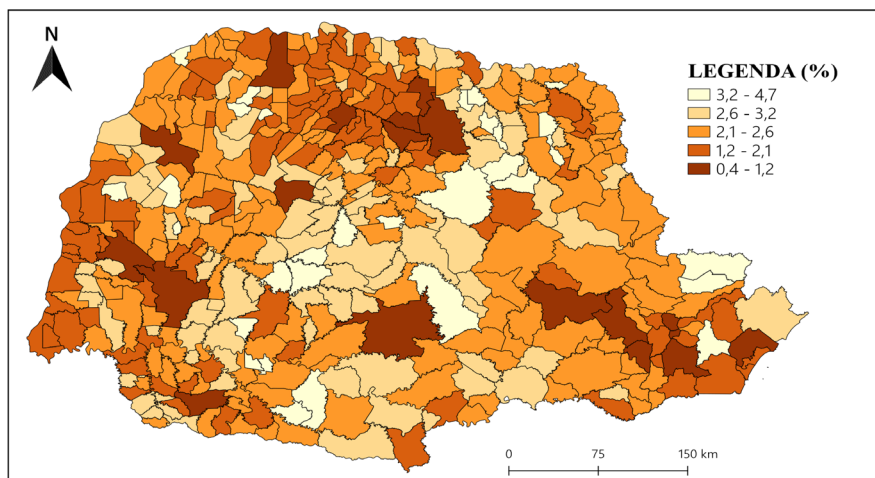 N
LEGENDA (%)
3,2 - 4,7
2,6 - 3,2
2,1 - 2,6
1,2 - 2,1
0,4 - 1,2
0 75 150 km